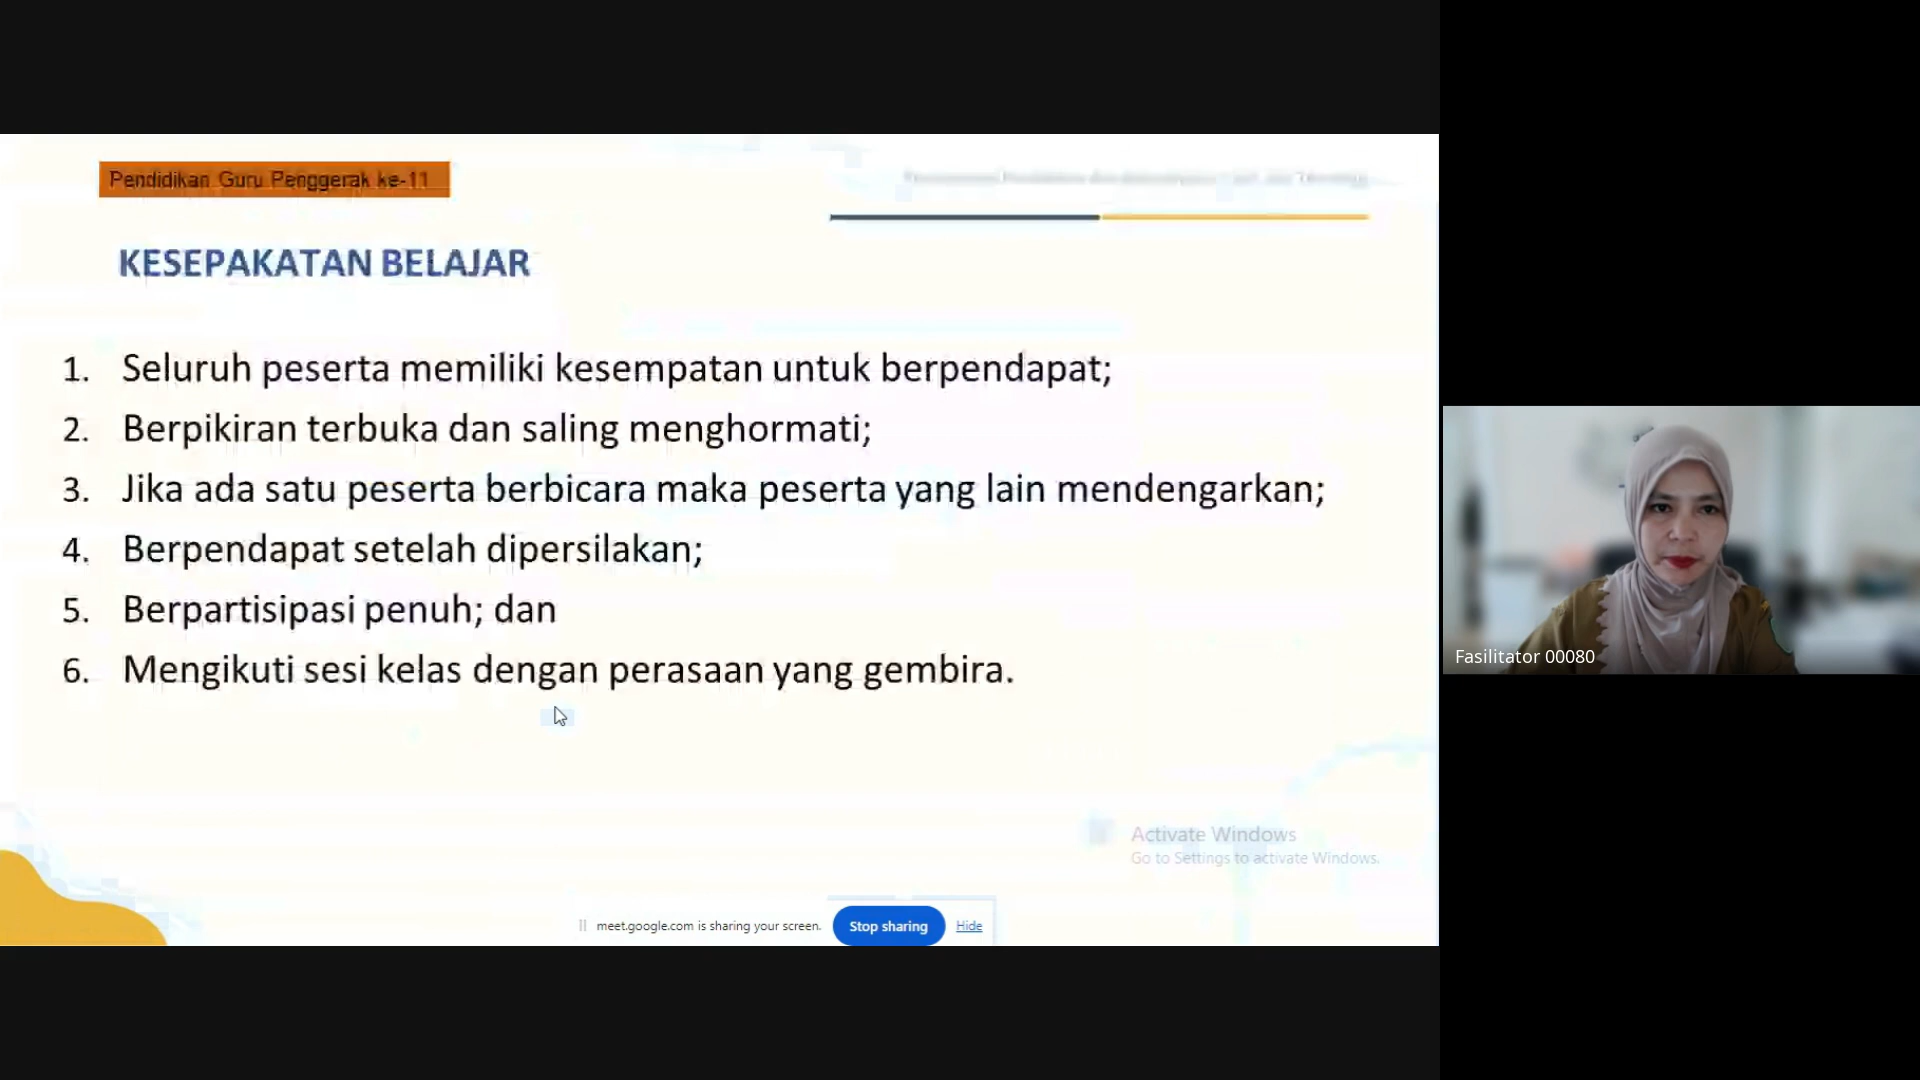 Pendidikan Guru Penggerak ke-11
KESEPAKATAN BELAJAR
1. Seluruh peserta memiliki kesempatan untuk berpendapat;
2. Berpikiran terbuka dan saling menghormati;
3. Jika ada satu peserta berbicara maka peserta yang lain mendengarkan;
4. Berpendapat setelah dipersilakan;
5. Berpartisipasi penuh; dan
6. Mengikuti sesi kelas dengan perasaan yang gembira.
Fasilitator 00080
Activate Windows
Go to Settings to activate Windows.
meet.google.com is sharing your screen. Stop sharing Hide